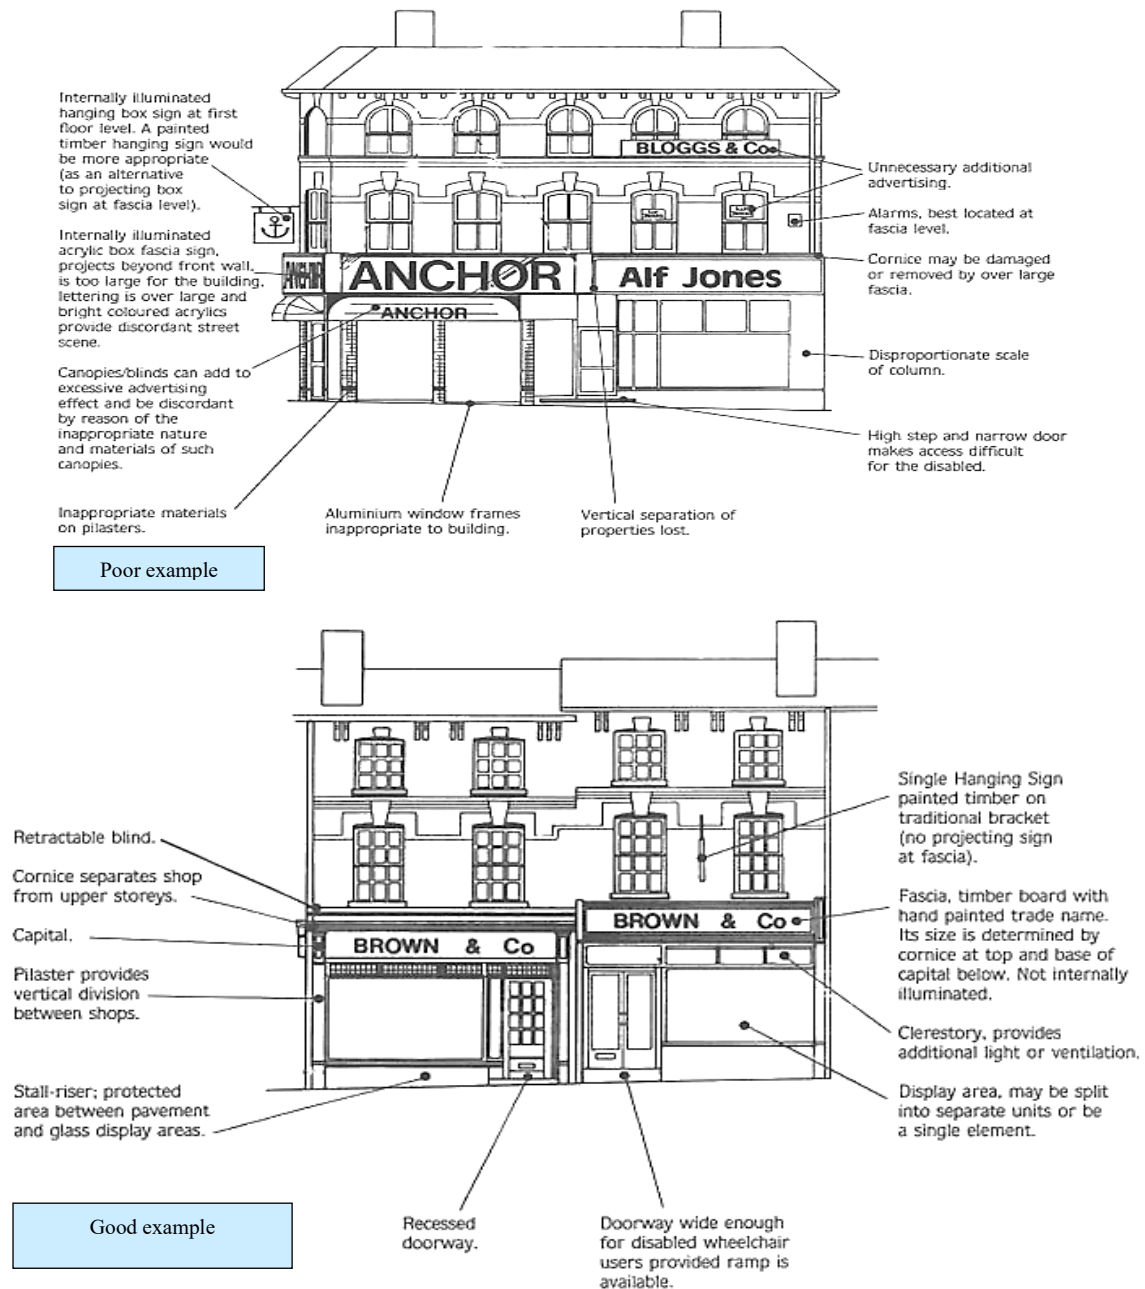 Internally illuminated
hanging box sign at first
floor level. A painted
timber hanging sign would
be more appropriate
(as an alternative
to projecting box
sign at fascia level).
Internally illuminated
acrylic box fascia sign,
projects beyond front wall,
is too large for the building,
lettering is over large and
bright coloured acrylics
provide discordant street
scene.
Canopies/blinds can add to
excessive advertising
effect and be discordant
by reason of the
inappropriate nature
and materials of such
canopies.
Inappropriate materials
on pilasters.
BLOGGS & Co
ANCHOR
ANCHOR
Alf Jones
ANCHOR
Unnecessary additional
advertising.
Alarms, best located at
fascia level.
Cornice may be damaged
or removed by over large
fascia.
Disproportionate scale
of column.
High step and narrow door
makes access difficult
for the disabled.
Aluminium window frames
inappropriate to building.
Vertical separation of
properties lost.
Poor example
Retractable blind.
Cornice separates shop
from upper storeys.
Capital.
Pilaster provides
vertical division
between shops.
Stall-riser; protected
area between pavement
and glass display areas.
BROWN & Co
BROWN & Co
Single Hanging Sign
painted timber on
traditional bracket
(no projecting sign
at fascia).
Fascia, timber board with
hand painted trade name.
Its size is determined by
cornice at top and base of
capital below. Not internally
illuminated.
Clerestory, provides
additional light or ventilation.
Display area, may be split
into separate units or be
a single element.
Recessed
doorway.
Doorway wide enough
for disabled wheelchair
users provided ramp is
available.
Good example